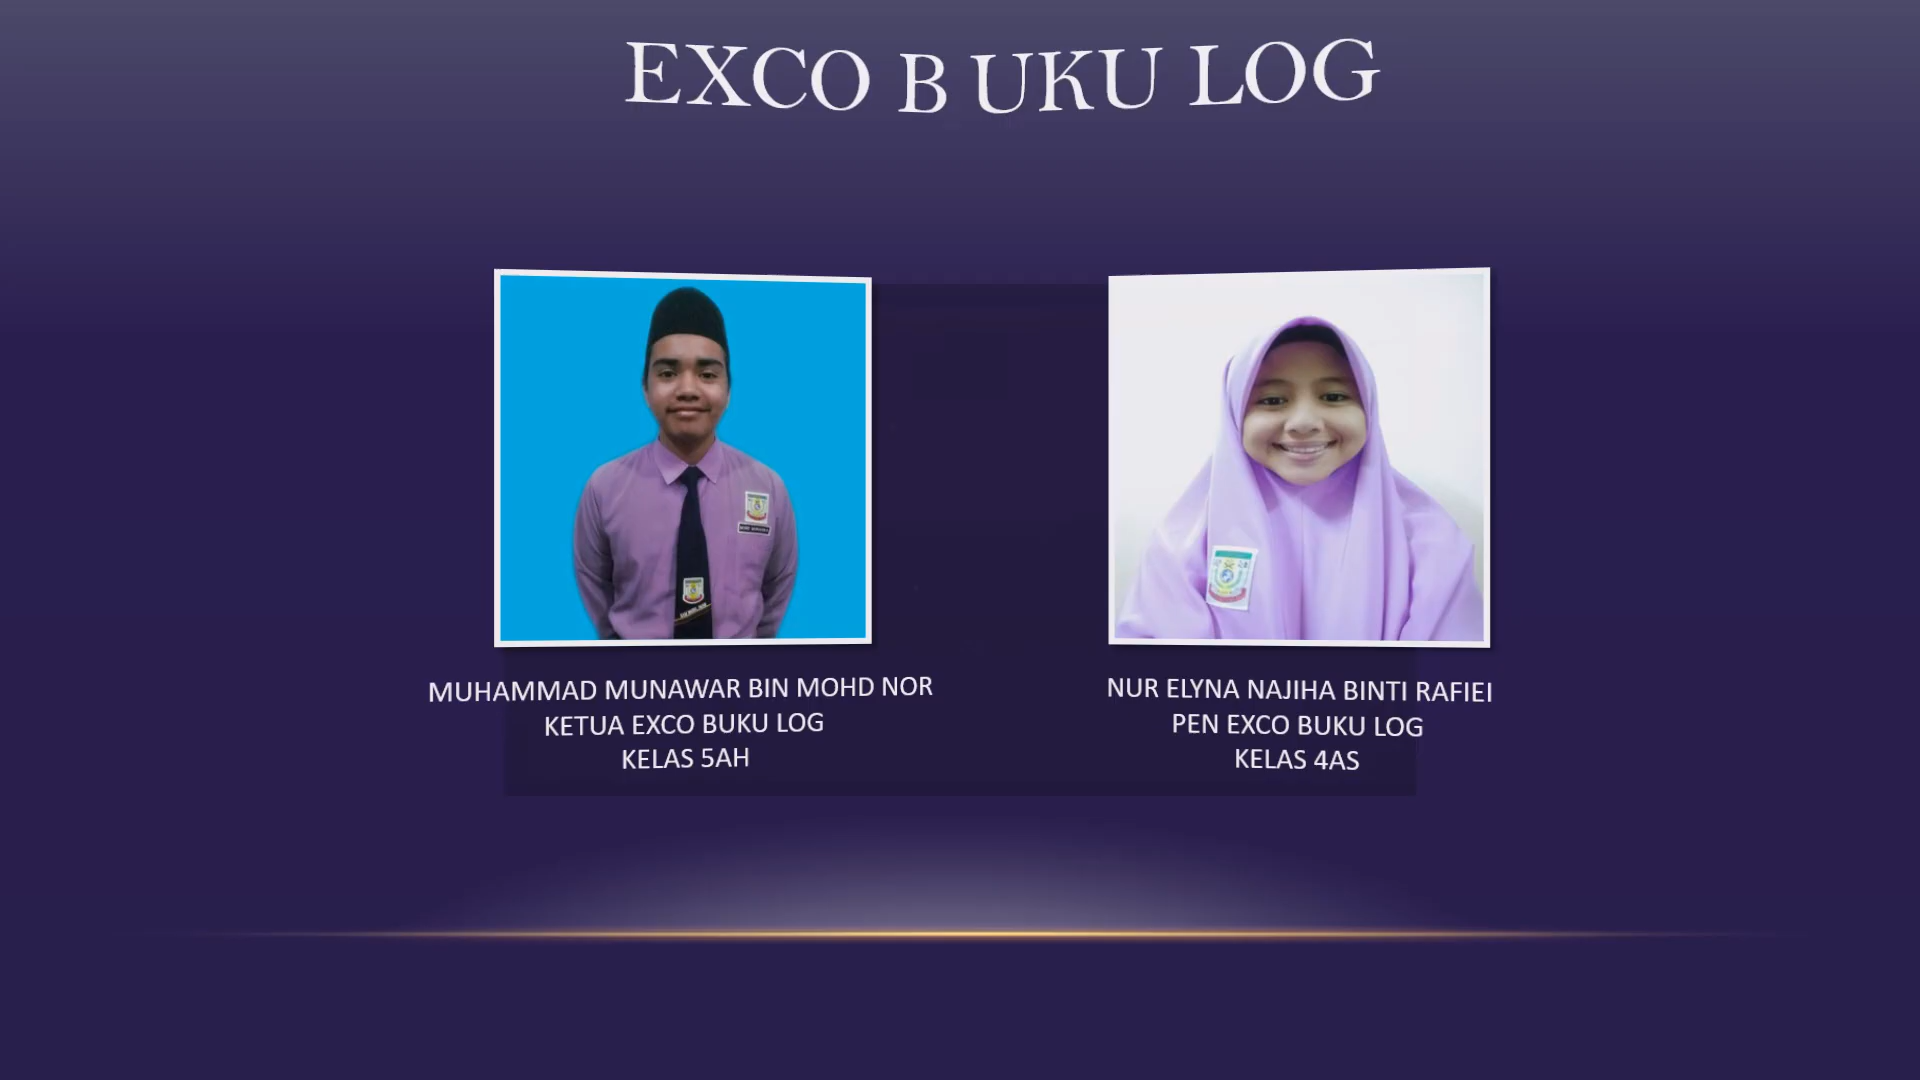 EXCO BUKU LOG
MUHAMMAD MUNAWAR BIN MOHD NOR
KETUA EXCO BUKU LOG
KELAS 5AH
NUR ELYNA NAJIHA BINTI RAFIEI
PEN EXCO BUKU LOG
KELAS 4AS